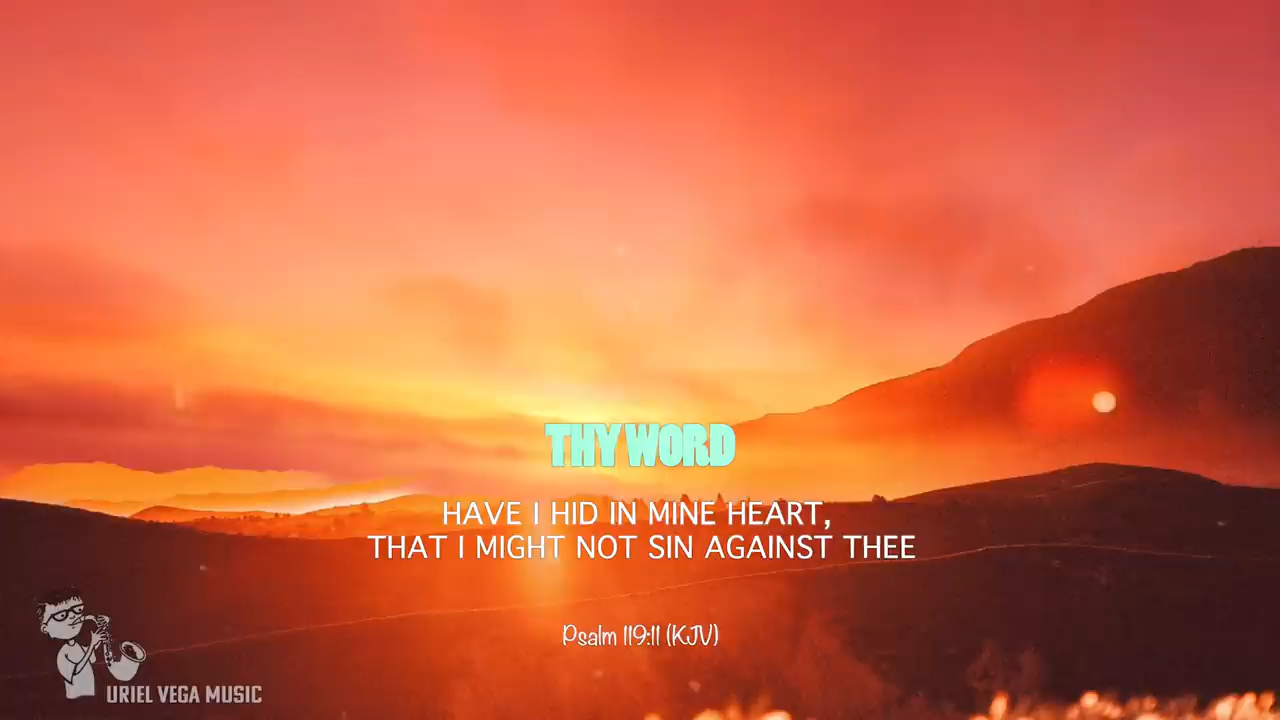 THY WORD
HAVE I HID IN MINE HEART,
THAT I MIGHT NOT SIN AGAINST THEE
Psalm 119:11 (KJV)
URIEL VEGA MUSIC